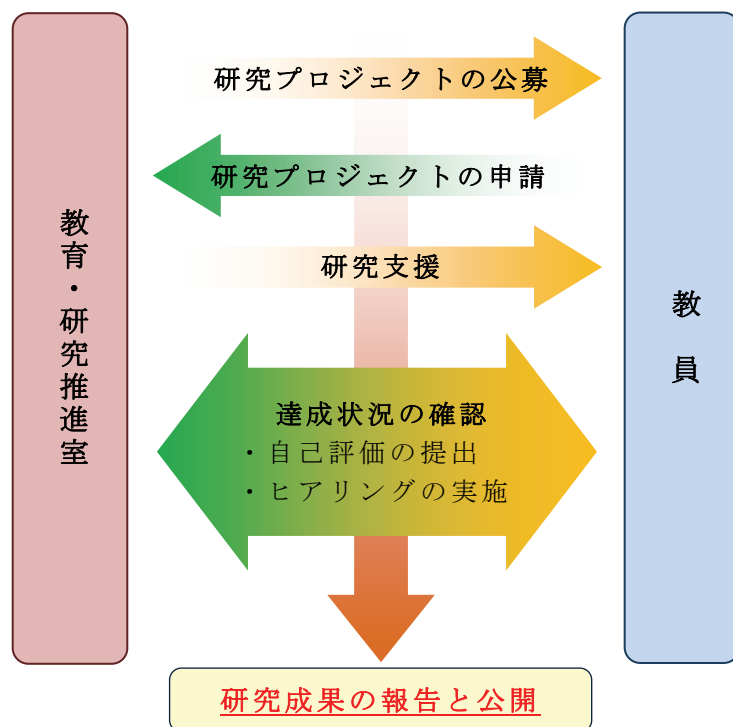 教育・研究推進室
研究プロジェクトの公募
研究プロジェクトの申請
研究支援
達成状況の確認
・自己評価の提出
・ヒアリングの実施
教員
研究成果の報告と公開